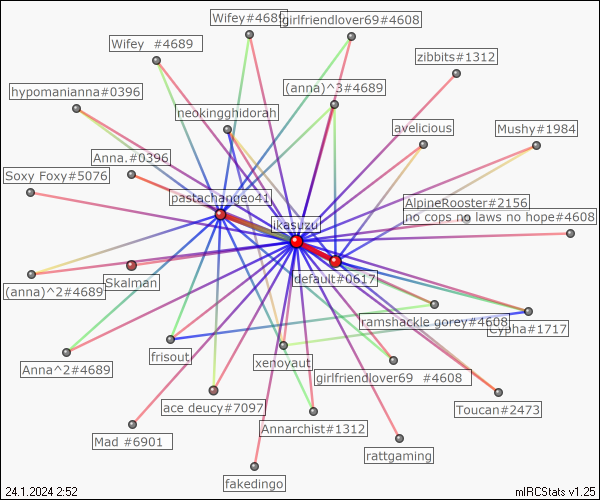 Wifey#4689
girlfriendlover69#4608
Wifey #4689
zibbits#1312
(anna)^3#4689
hypomanianna#0396
neokingghidorah
avelicious
Mushy#1984
Anna.#0396
Soxy Foxy#5076
pastachangeo41
AlpineRooster#2156
no cops no laws no hope#4608
ikasuzu
default#0617
Skalman
(anna)^2#4689
ramshackle gorey#4608
Cypha#1717
frisout
xenoyaut
Anna^2#4689
girlfriendlover69 #4608
ace deucy#7097
Toucan#2473
Annarchist#1312
Mad #6901
rattgaming
fakedingo
24.1.2024 2:52
mIRCStats v1.25